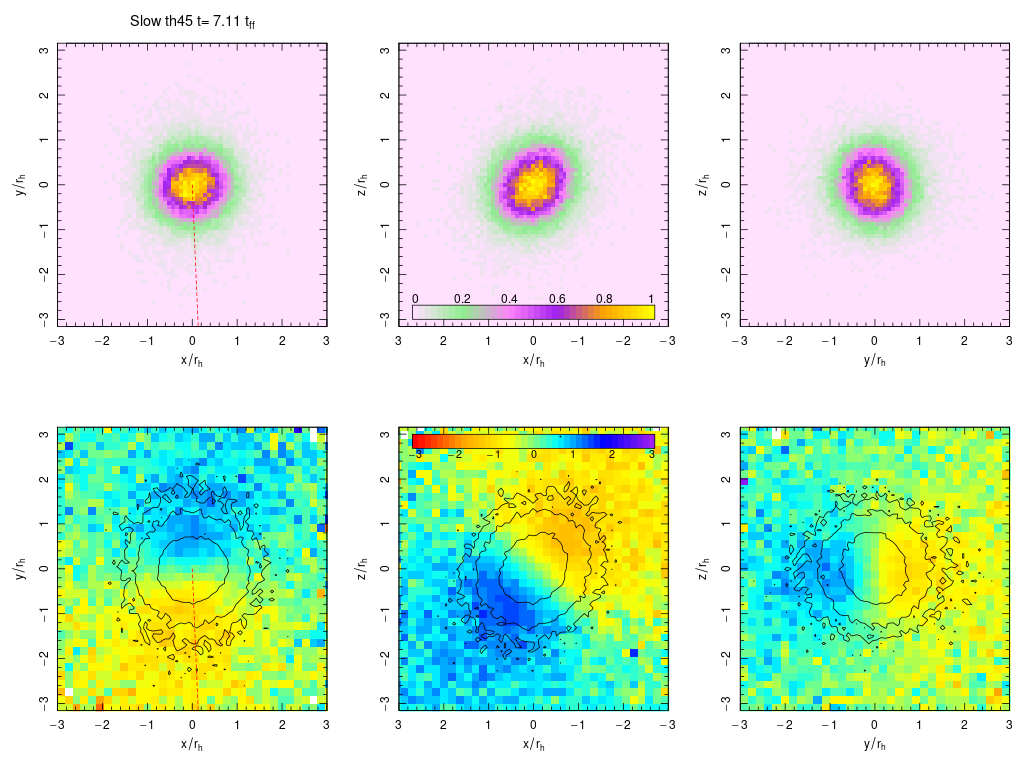 Slow th45 t= 7.11 t_ff
3 3 3
2 2 2
1 1 1
y/r_h 0 z/r_h 0 z/r_h 0
−1 −1 −1
−2 0 0.2 0.4 0.6 0.8 1 −2
−3 −2 −3
−3
−3 −2 −1 0 1 2 3 3 2 1 0 −1 −2 −3 −3 −2 −1 0 1 2 3
x/r_h x/r_h y/r_h
3 3 −3 −2 −1 0 1 2 3 3
2 2 2
1 1 1
y/r_h 0 z/r_h 0 z/r_h 0
−1 −1 −1
−2 −2 −2
−3 −3 −3
−3 −2 −1 0 1 2 3 3 2 1 0 −1 −2 −3 −3 −2 −1 0 1 2 3
x/r_h x/r_h y/r_h